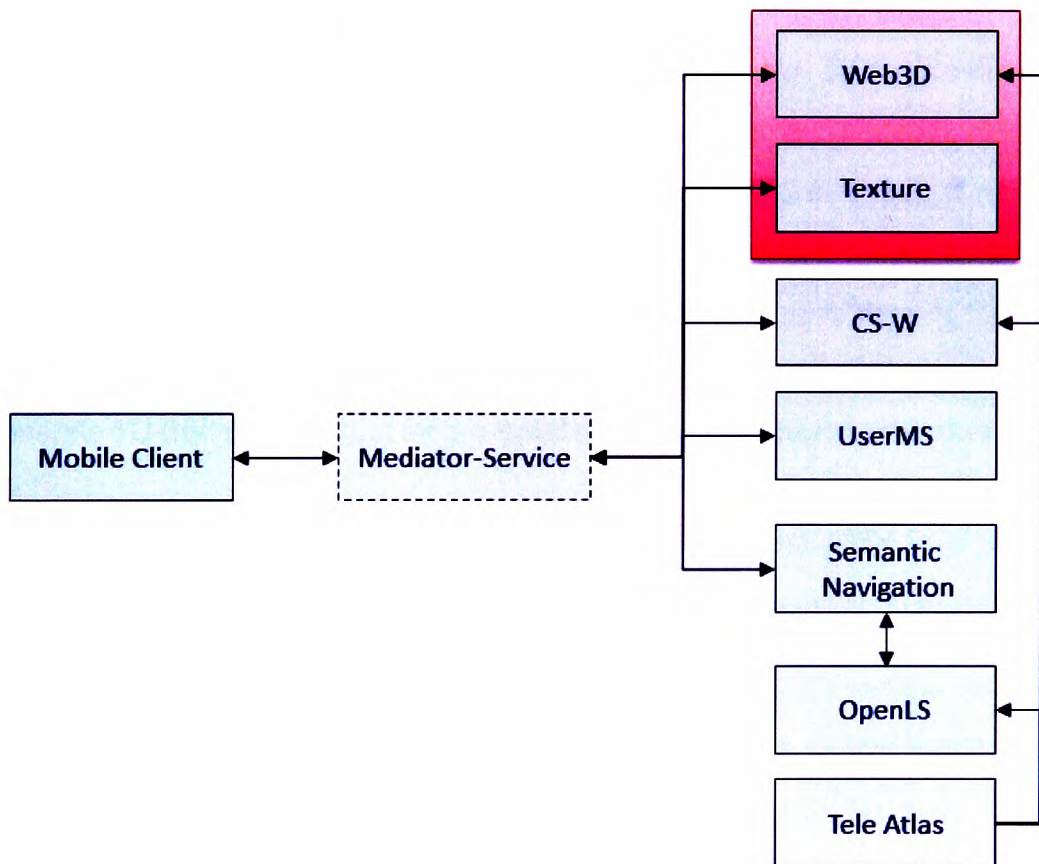 Web3D
Texture
CS-W
UserMS
Mobile Client
Mediator-Service
Semantic
Navigation
OpenLS
Tele Atlas